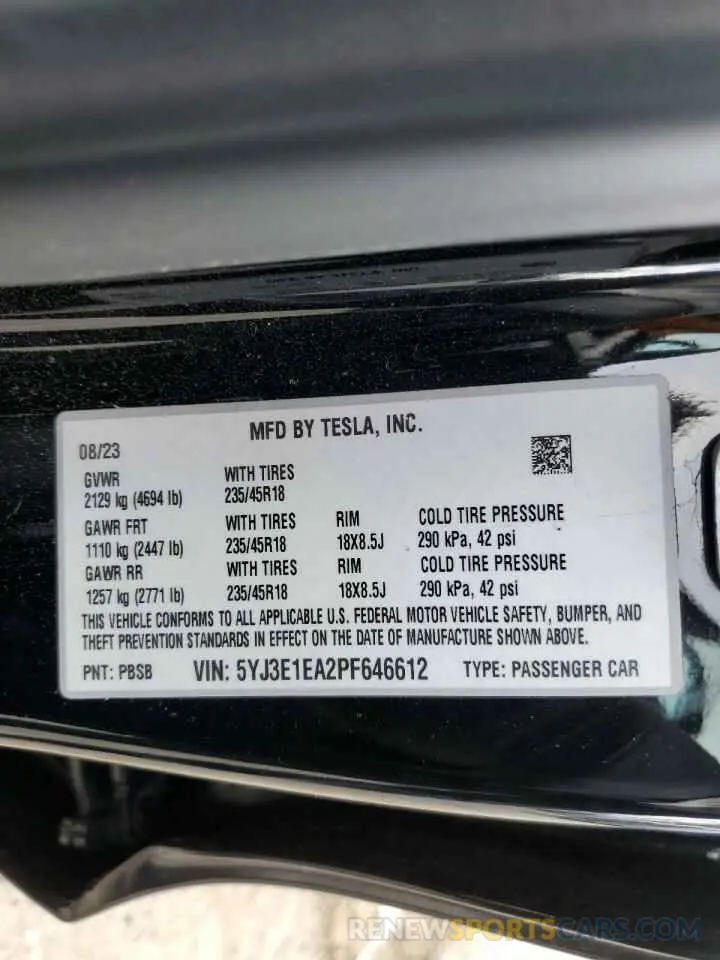 MFD BY TESLA, INC.
08/23
GVWR WITH TIRES
2129 kg (4694 lb) 235/45R18
GAWR FRT WITH TIRES RIM COLD TIRE PRESSURE
1110 kg (2447 lb) 235/45R18 18X8.5J 290 kPa, 42 psi
GAWR RR WITH TIRES RIM COLD TIRE PRESSURE
1257 kg (2771 lb) 235/45R18 18X8.5J 290 kPa, 42 psi
THIS VEHICLE CONFORMS TO ALL APPLICABLE U.S. FEDERAL MOTOR VEHICLE SAFETY, BUMPER, AND
THEFT PREVENTION STANDARDS IN EFFECT ON THE DATE OF MANUFACTURE SHOWN ABOVE.
PNT: PBSB VIN: 5YJ3E1EA2PF646612 TYPE: PASSENGER CAR
RENEWSPORTSCARS.COM